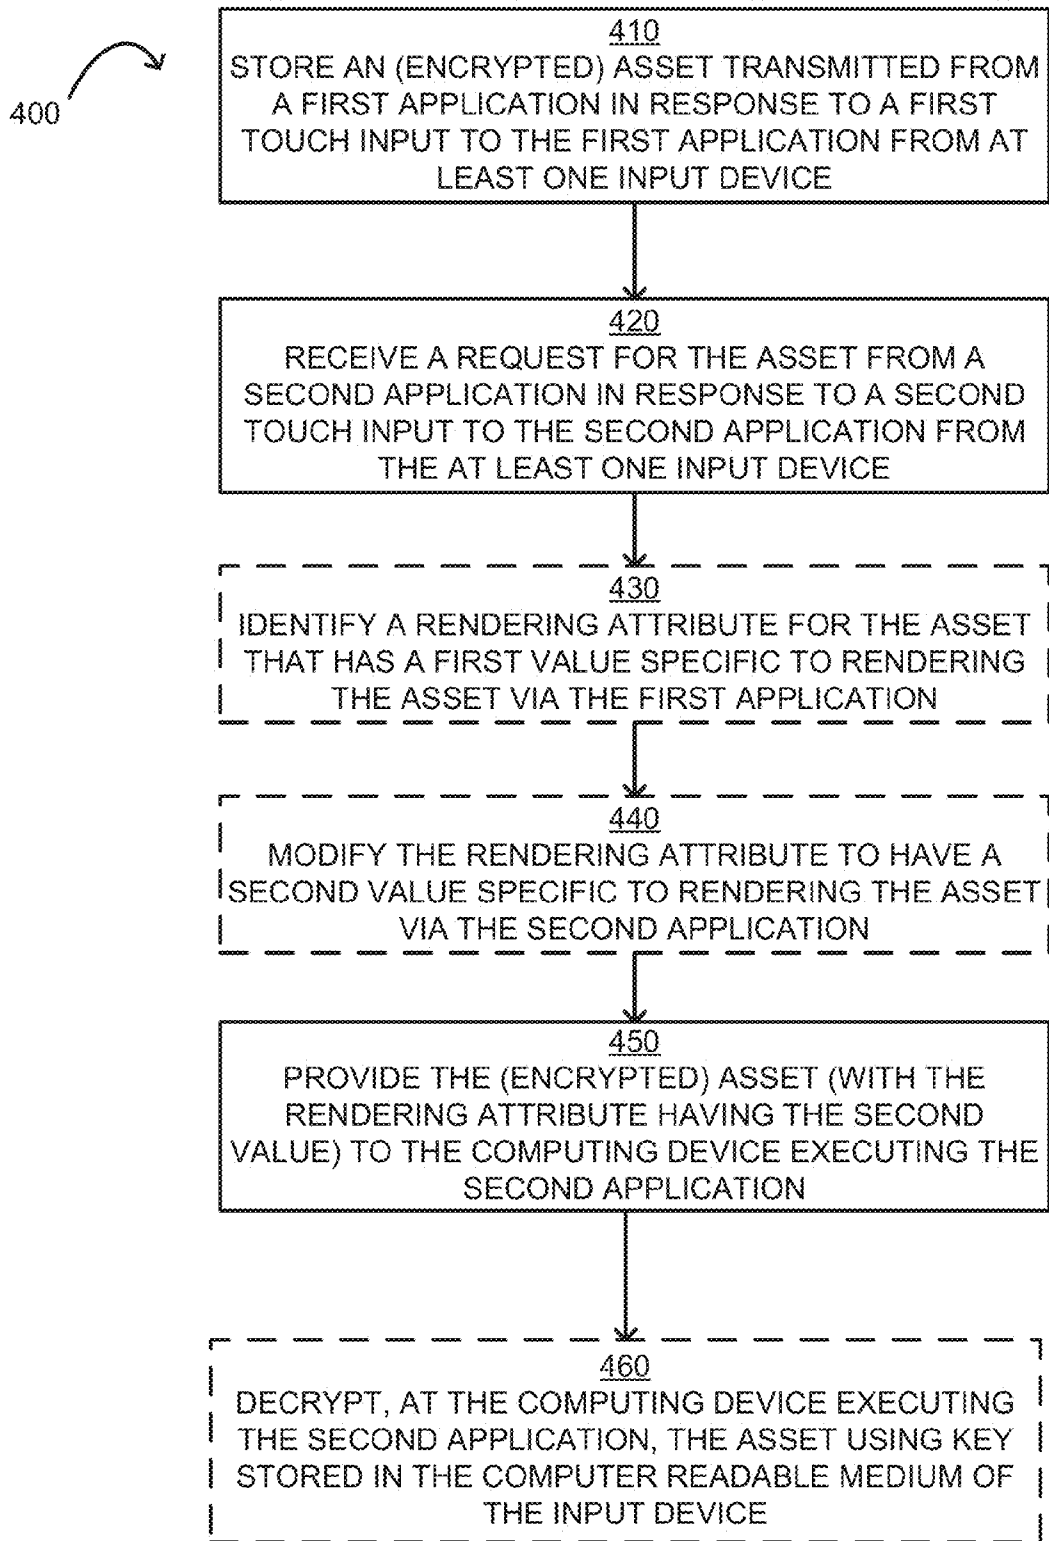 400
410
STORE AN (ENCRYPTED) ASSET TRANSMITTED FROM
A FIRST APPLICATION IN RESPONSE TO A FIRST
TOUCH INPUT TO THE FIRST APPLICATION FROM AT
LEAST ONE INPUT DEVICE
420
RECEIVE A REQUEST FOR THE ASSET FROM A
SECOND APPLICATION IN RESPONSE TO A SECOND
TOUCH INPUT TO THE SECOND APPLICATION FROM
THE AT LEAST ONE INPUT DEVICE
430
IDENTIFY A RENDERING ATTRIBUTE FOR THE ASSET
THAT HAS A FIRST VALUE SPECIFIC TO RENDERING
THE ASSET VIA THE FIRST APPLICATION
440
MODIFY THE RENDERING ATTRIBUTE TO HAVE A
SECOND VALUE SPECIFIC TO RENDERING THE ASSET
VIA THE SECOND APPLICATION
450
PROVIDE THE (ENCRYPTED) ASSET (WITH THE
RENDERING ATTRIBUTE HAVING THE SECOND
VALUE) TO THE COMPUTING DEVICE EXECUTING THE
SECOND APPLICATION
460
DECRYPT, AT THE COMPUTING DEVICE EXECUTING
THE SECOND APPLICATION, THE ASSET USING KEY
STORED IN THE COMPUTER READABLE MEDIUM OF
THE INPUT DEVICE